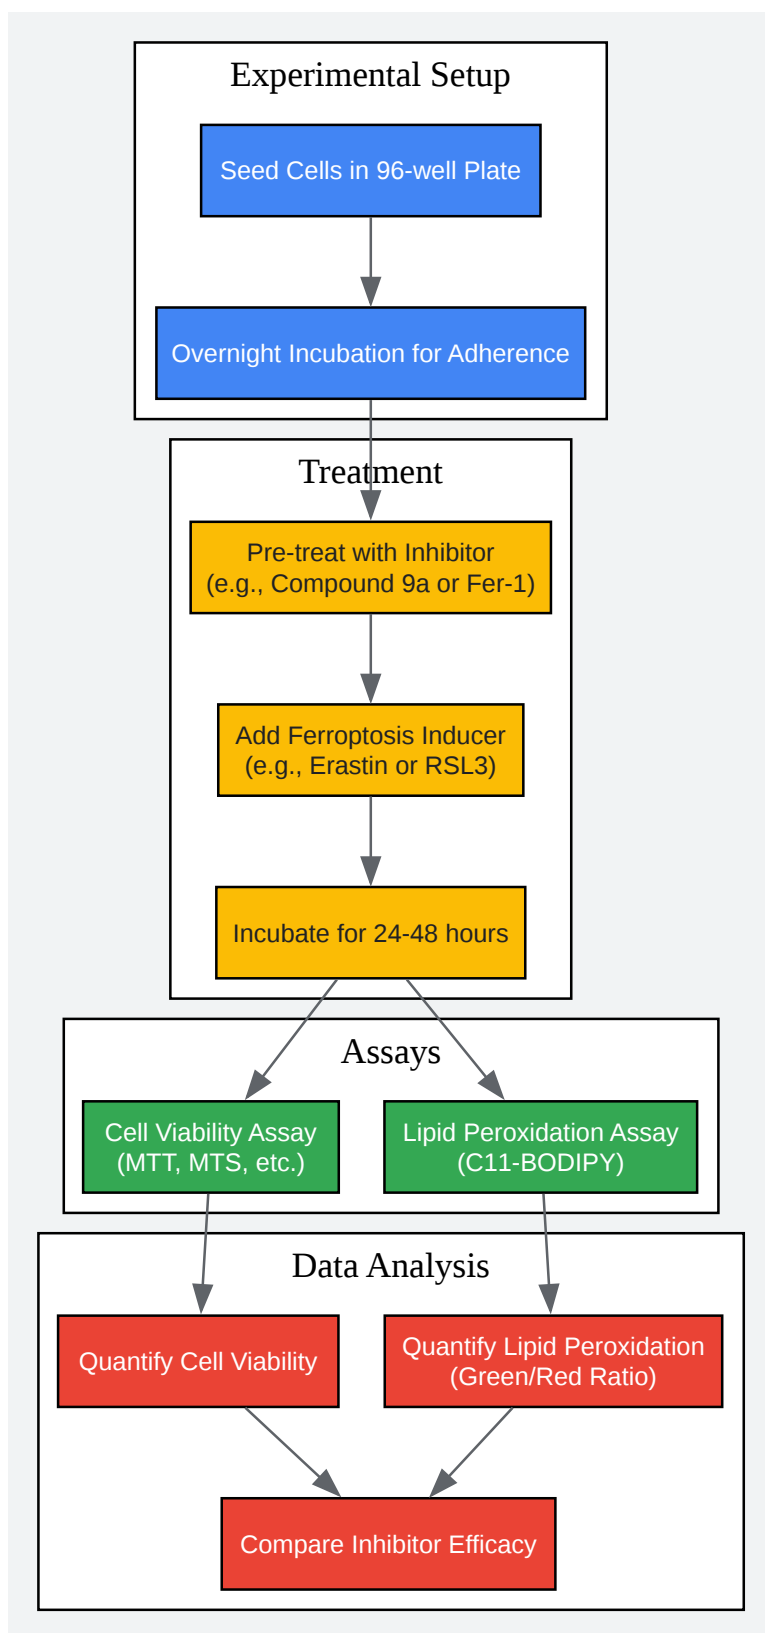 Experimental Setup
Seed Cells in 96-well Plate
Overnight Incubation for Adherence
Treatment
Pre-treat with Inhibitor
(e.g., Compound 9a or Fer-1)
Add Ferroptosis Inducer
(e.g., Erastin or RSL3)
Incubate for 24-48 hours
Assays
Cell Viability Assay
(MTT, MTS, etc.)
Lipid Peroxidation Assay
(C11-BODIPY)
Data Analysis
Quantify Cell Viability
Quantify Lipid Peroxidation
(Green/Red Ratio)
Compare Inhibitor Efficacy